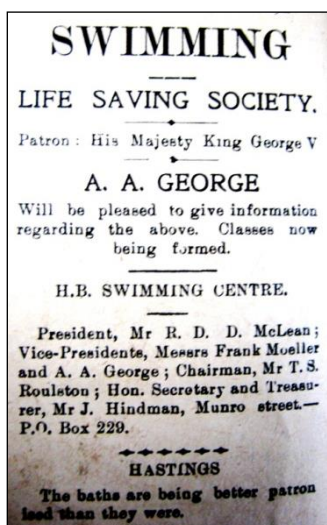 SWIMMING
LIFE SAVING SOCIETY.
Patron: His Majesty King George V
A. A. GEORGE
Will be pleased to give information
regarding the above. Classes now
being formed.
H.B. SWIMMING CENTRE.
President, Mr R. D. D. McLean;
Vice-Presidents, Messrs Frank Moeller
and A. A. George; Chairman, Mr T. S.
Roulston; Hon. Secretary and Treasu-
rer, Mr J. Hindman, Munro street.—
P.O. Box 229.
HASTINGS
The baths are being better patron
ised than they were.